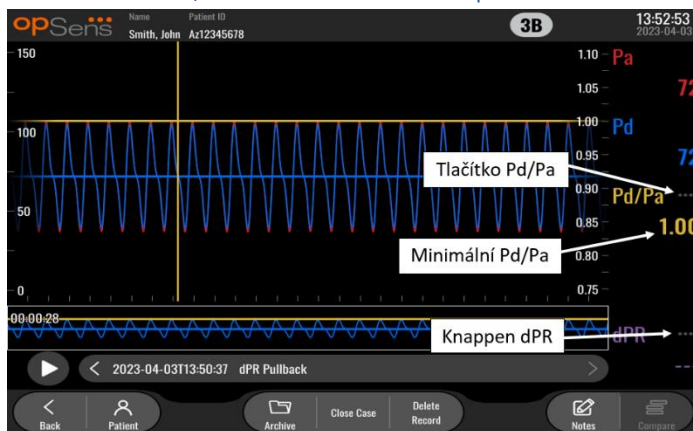 opSens
Name
Patient ID
Smith, John
Az12345678
3B
13:52:53
2023-04-03
150
100
50
0
1.10
1.05
1.00
0.95
0.90
0.85
0.80
0.75
Pa
72
Pd
72
Tlačítko Pd/Pa
---
Pd/Pa
1.00
Minimální Pd/Pa
00:00:28
Knappen dPR
dPR
---
--
2023-04-03T13:50:37 dPR Pullback
Back
Patient
Archive
Close Case
Delete
Record
Notes
Compare